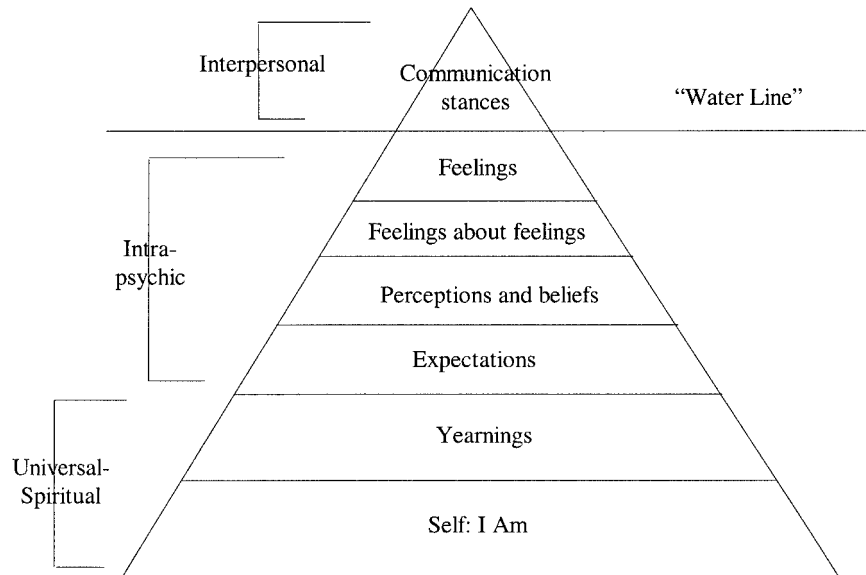 Interpersonal
Communication
stances
“Water Line”
Feelings
Feelings about feelings
Intra-
psychic
Perceptions and beliefs
Expectations
Yearnings
Universal-
Spiritual
Self: I Am